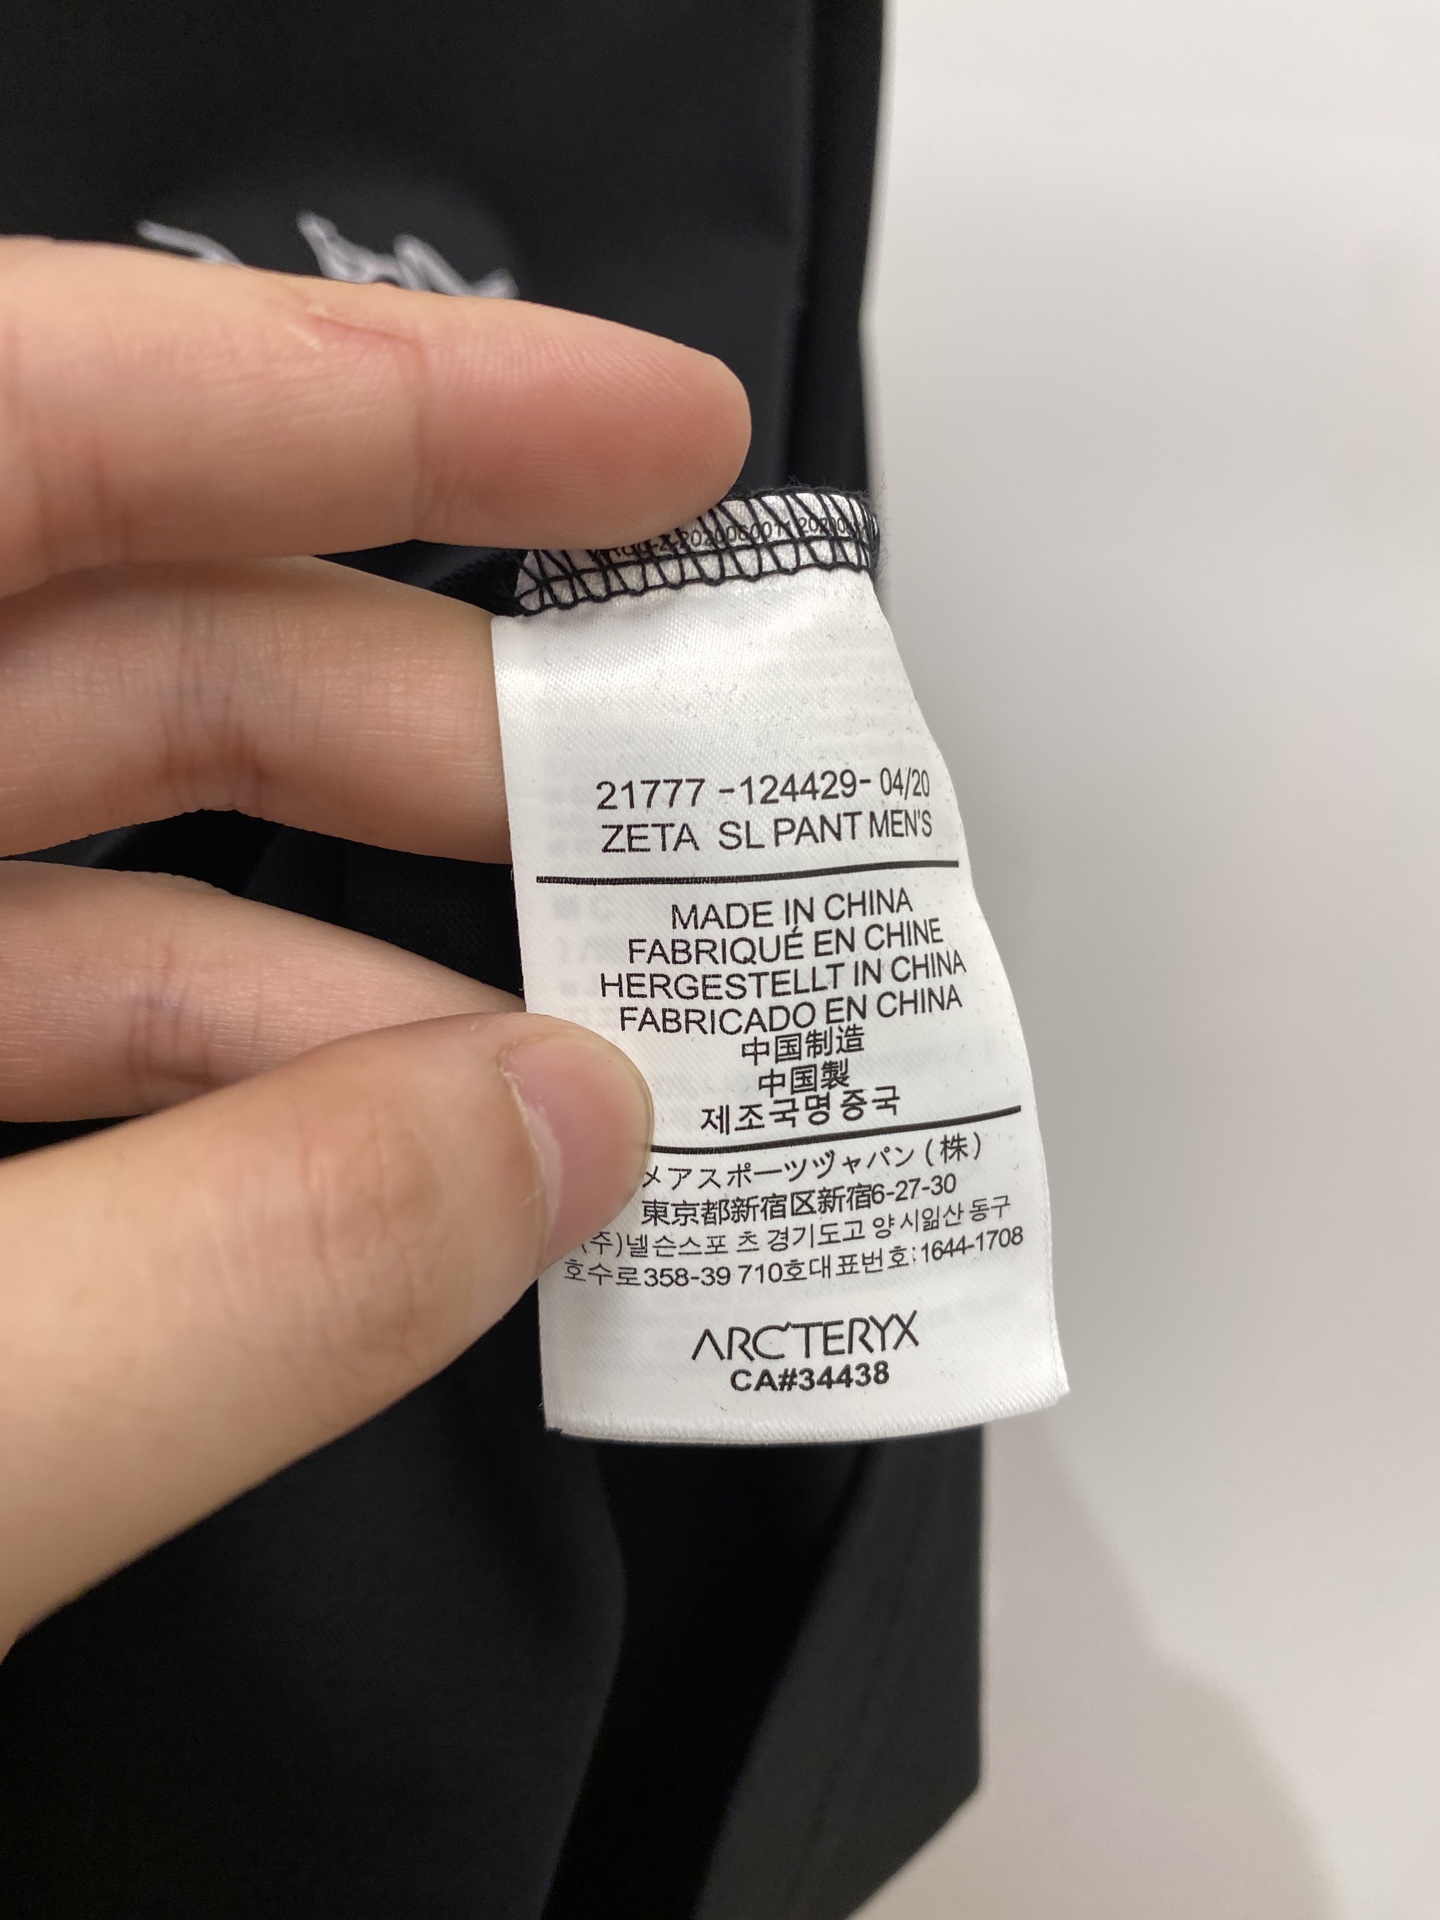 21777 -124429- 04/20
ZETA SL PANT MEN'S
MADE IN CHINA
FABRIQUÉ EN CHINE
HERGESTELLT IN CHINA
FABRICADO EN CHINA
中国制造
中国製
제조국명 중국
メアスポーツヅャパン (株)
東京都新宿区新宿6-27-30
(주)넬슨스포 츠 경기도고 양 시읾산 동구
호수로358-39 710호대표번호:1644-1708
ARC'TERYX
CA#34438